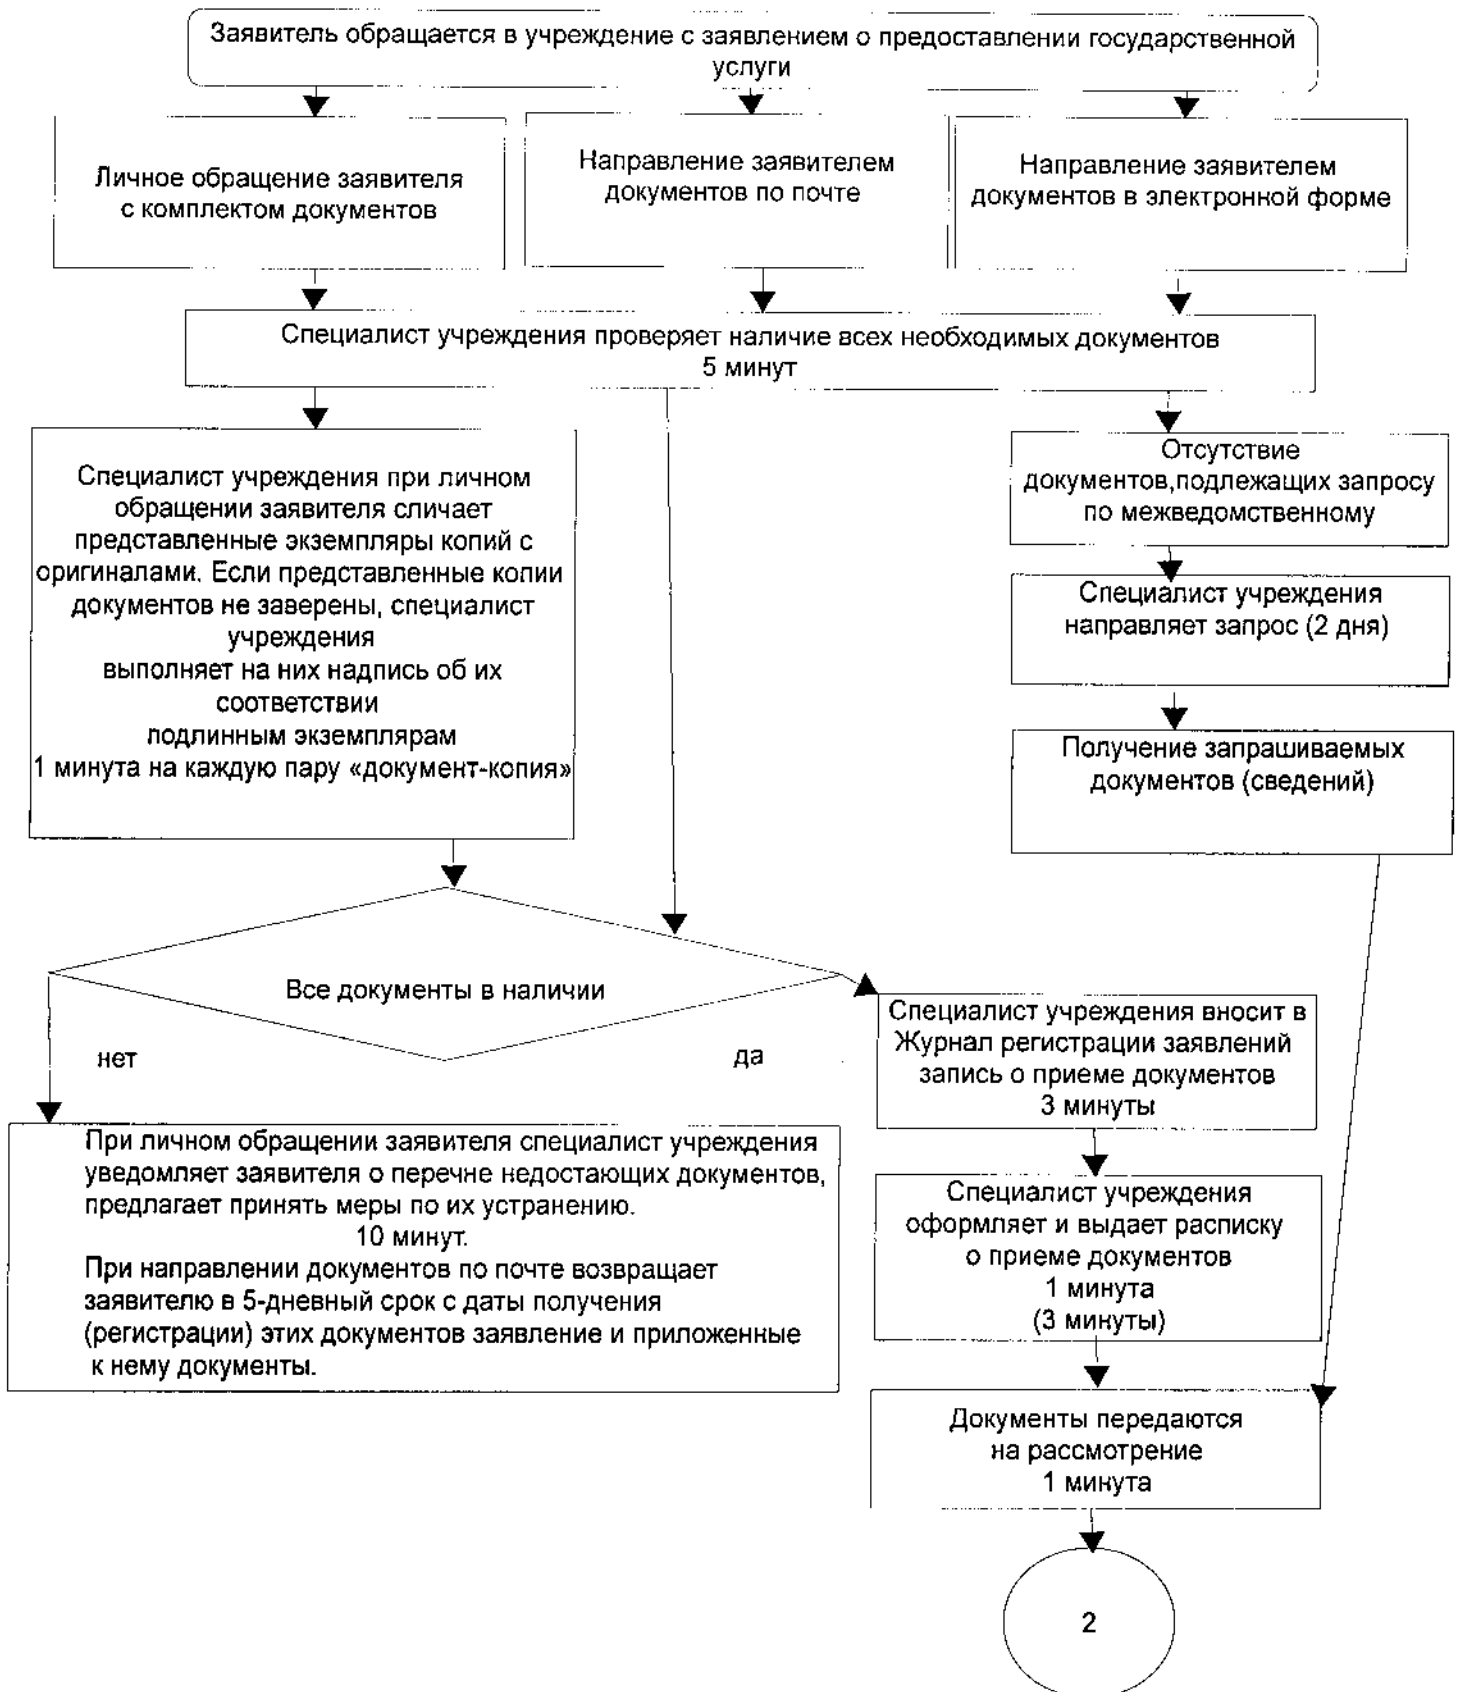 Заявитель обращается в учреждение с заявлением о предоставлении государственной
услуги
Личное обращение заявителя
с комплектом документов
Направление заявителем
документов по почте
Направление заявителем
документов в электронной форме
Специалист учреждения проверяет наличие всех необходимых документов
5 минут
Специалист учреждения при личном
обращении заявителя сличает
представленные экземпляры копий с
оригиналами. Если представленные копии
документов не заверены, специалист
учреждения
выполняет на них надпись об их
соответствии
подлинным экземплярам
1 минута на каждую пару «документ-копия»
Отсутствие
документов,подлежащих запросу
по межведомственному
Специалист учреждения
направляет запрос (2 дня)
Получение запрашиваемых
документов (сведений)
Все документы в наличии
нет
да
Специалист учреждения вносит в
Журнал регистрации заявлений
запись о приеме документов
3 минуты
При личном обращении заявителя специалист учреждения
уведомляет заявителя о перечне недостающих документов,
предлагает принять меры по их устранению.
10 минут.
При направлении документов по почте возвращает
заявителю в 5-дневный срок с даты получения
(регистрации) этих документов заявление и приложенные
к нему документы.
Специалист учреждения
оформляет и выдает расписку
о приеме документов
1 минута
(3 минуты)
Документы передаются
на рассмотрение
1 минута
2